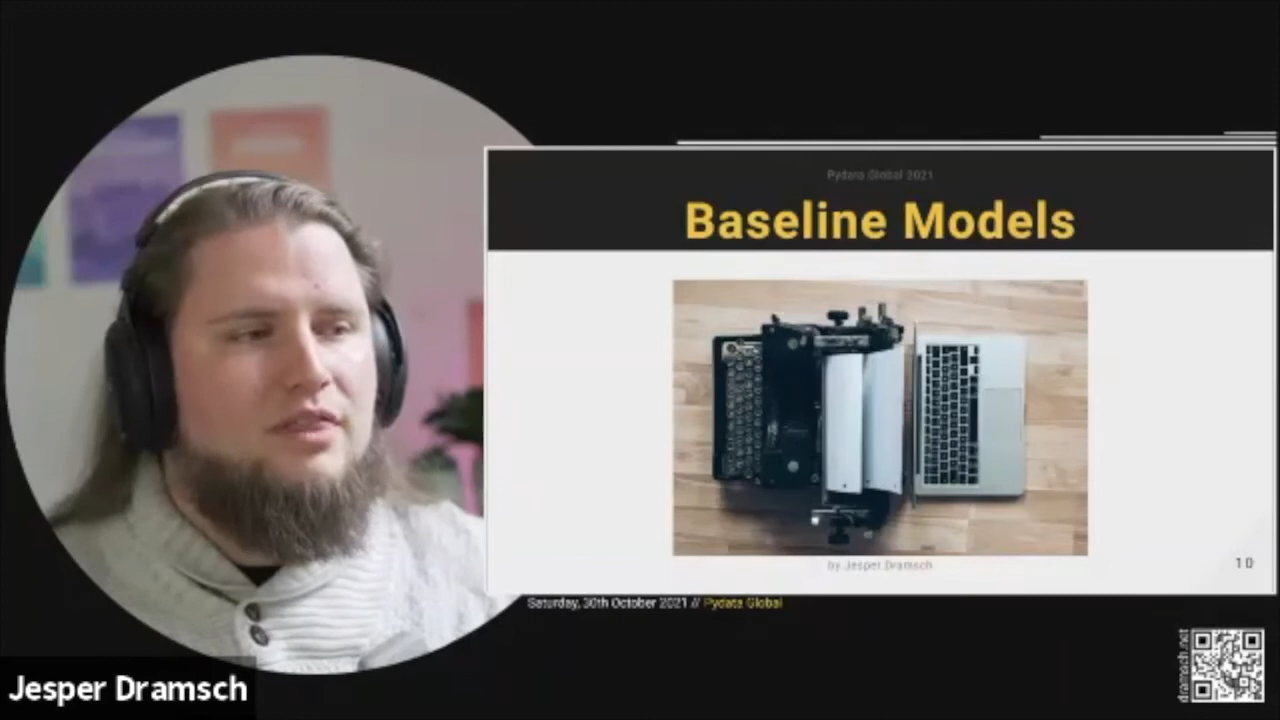 Pydata Global 2021
Baseline Models
by Jesper Dramsch
10
Saturday, 30th October 2021 // Pydata Global
dramsch.net
Jesper Dramsch